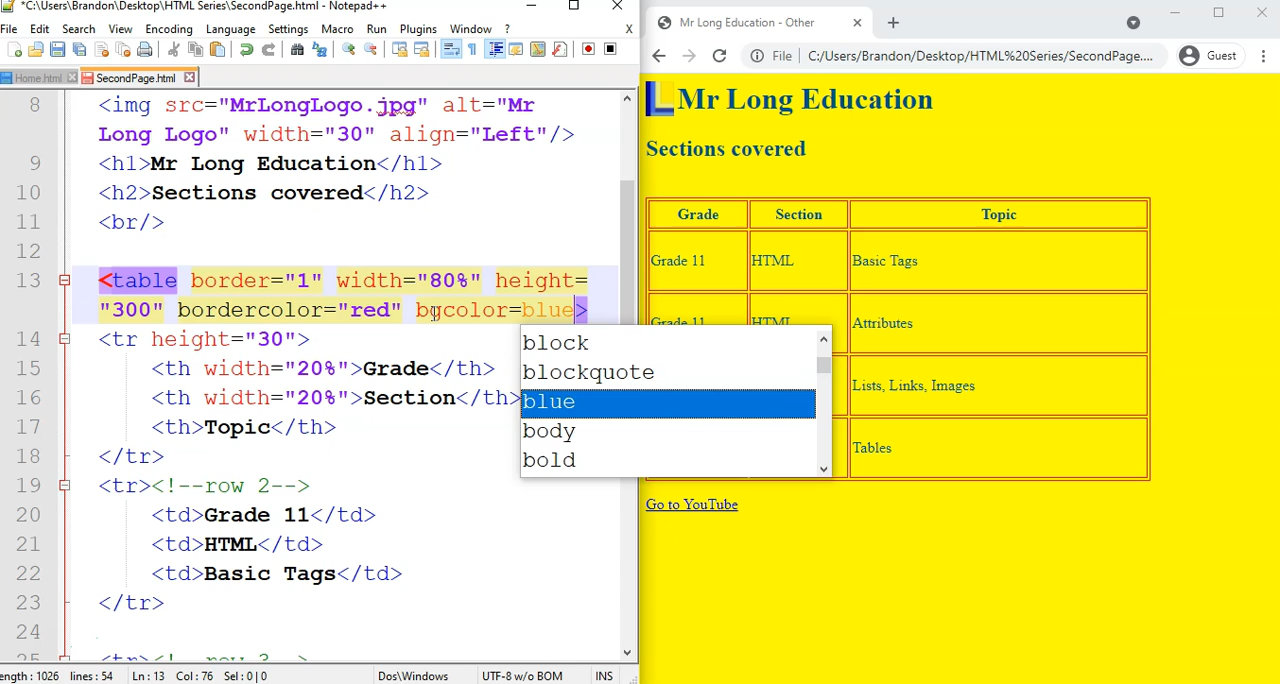 *C:\Users\Brandon\Desktop\HTML Series\SecondPage.html - Notepad++
File Edit Search View Encoding Language Settings Macro Run Plugins Window ? X
Home.html SecondPage.html
8 <img src="MrLongLogo.jpg" alt="Mr
Long Logo" width="30" align="Left"/>
9 <h1>Mr Long Education</h1>
10 <h2>Sections covered</h2>
11 <br/>
12
13 <table border="1" width="80%" height=
"300" bordercolor="red" bgcolor=blue>
14 <tr height="30">
15 <th width="20%">Grade</th>
16 <th width="20%">Section</th>
17 <th>Topic</th>
18 </tr>
19 <tr><!--row 2-->
20 <td>Grade 11</td>
21 <td>HTML</td>
22 <td>Basic Tags</td>
23 </tr>
24
25 <tr><!--row 3-->
block
blockquote
blue
body
bold
ength : 1026 lines : 54 Ln : 13 Col : 76 Sel : 0 | 0 Dos\Windows UTF-8 w/o BOM INS
Mr Long Education - Other
File C:/Users/Brandon/Desktop/HTML%20Series/SecondPage.... Guest
Mr Long Education
Sections covered
Grade Section Topic
Grade 11 HTML Basic Tags
Grade 11 HTML Attributes
Lists, Links, Images
Tables
Go to YouTube